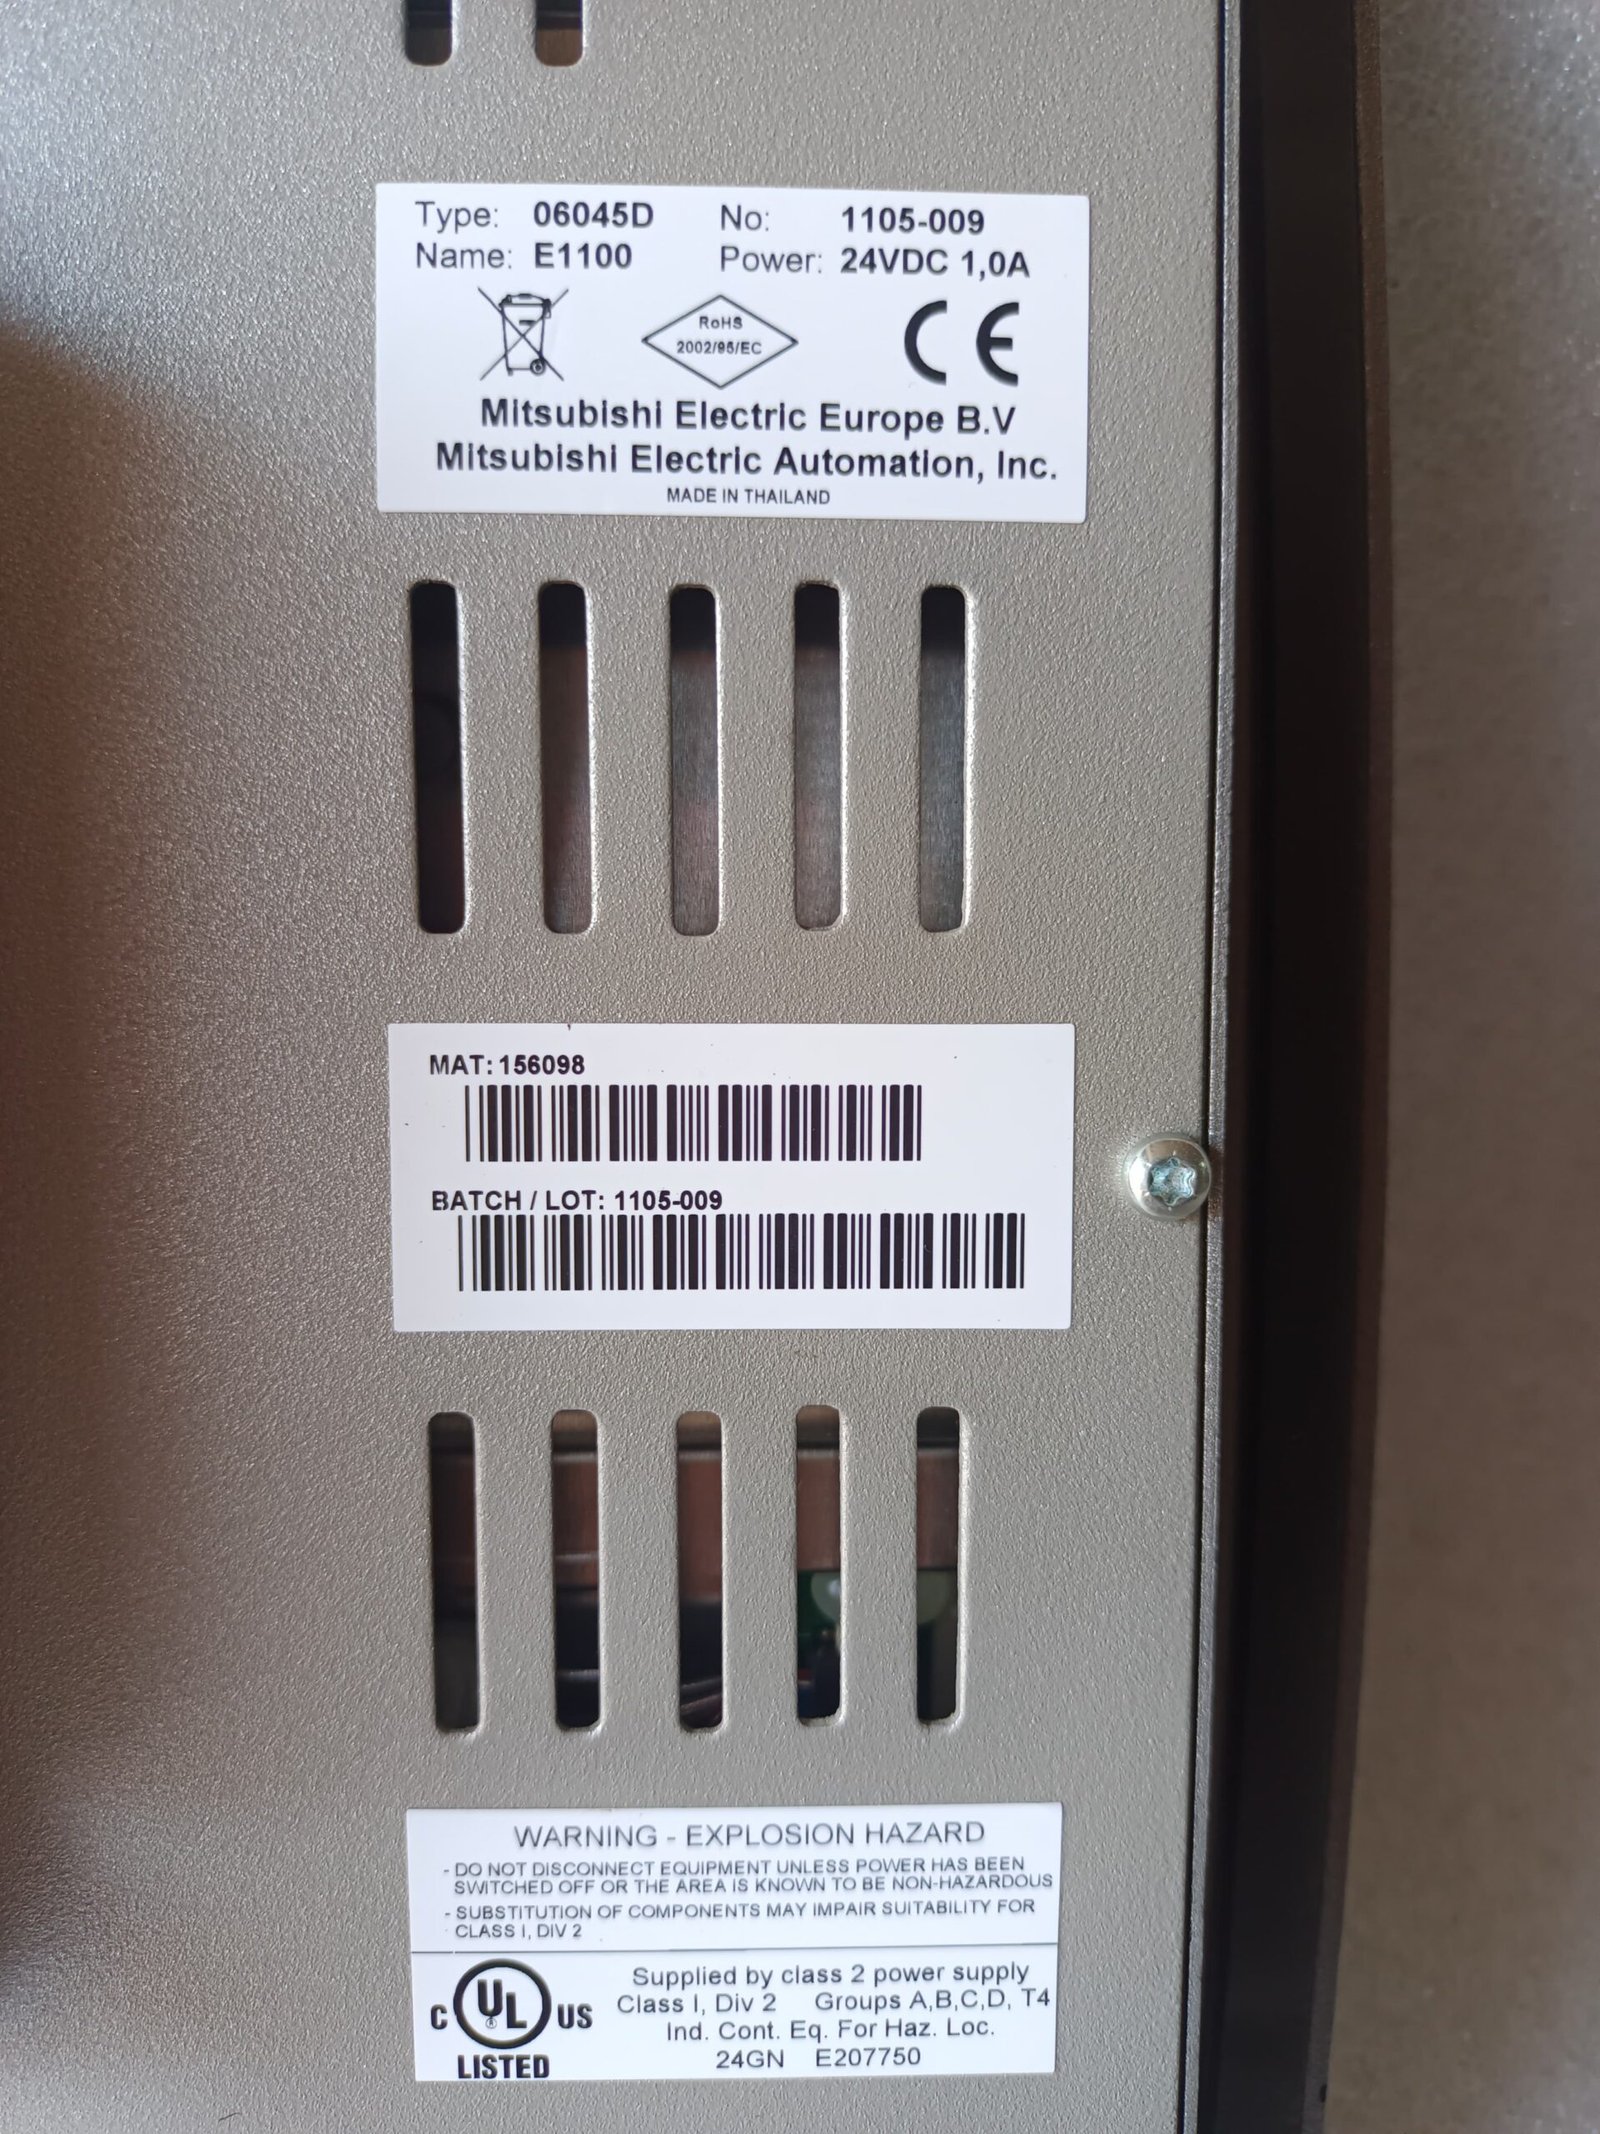 Type: 06045D No: 1105-009
Name: E1100 Power: 24VDC 1,0A
RoHS
2002/95/EC
CE
Mitsubishi Electric Europe B.V
Mitsubishi Electric Automation, Inc.
MADE IN THAILAND
MAT: 156098
BATCH / LOT: 1105-009
WARNING - EXPLOSION HAZARD
- DO NOT DISCONNECT EQUIPMENT UNLESS POWER HAS BEEN
SWITCHED OFF OR THE AREA IS KNOWN TO BE NON-HAZARDOUS
- SUBSTITUTION OF COMPONENTS MAY IMPAIR SUITABILITY FOR
CLASS I, DIV 2
C UL ® US
LISTED
Supplied by class 2 power supply
Class I, Div 2 Groups A,B,C,D, T4
Ind. Cont. Eq. For Haz. Loc.
24GN E207750